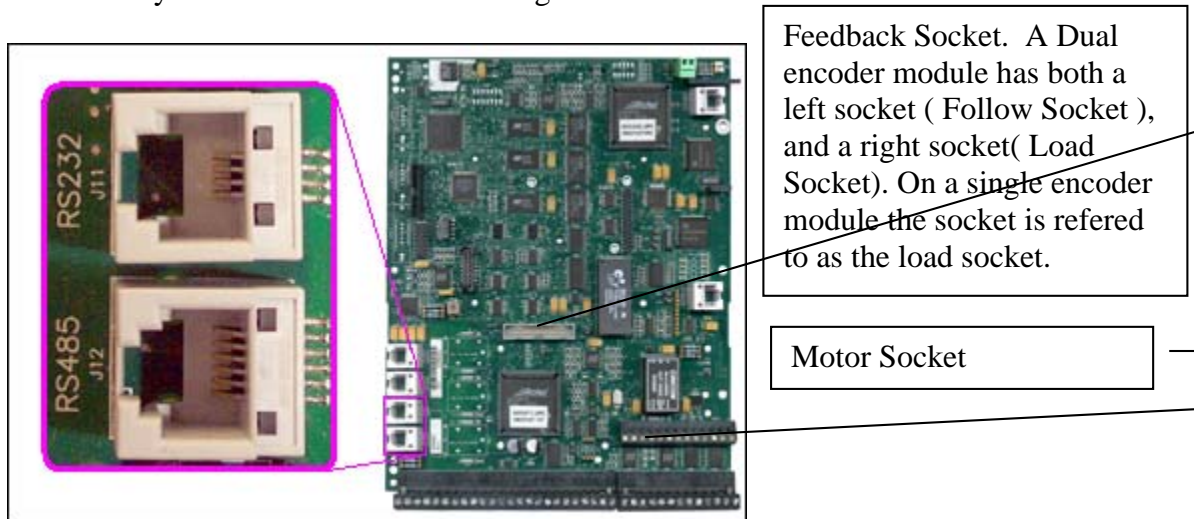 Feedback Socket. A Dual
encoder module has both a
left socket ( Follow Socket ),
and a right socket( Load
Socket). On a single encoder
module the socket is refered
to as the load socket.
Motor Socket
RS232
J11
RS485
J12